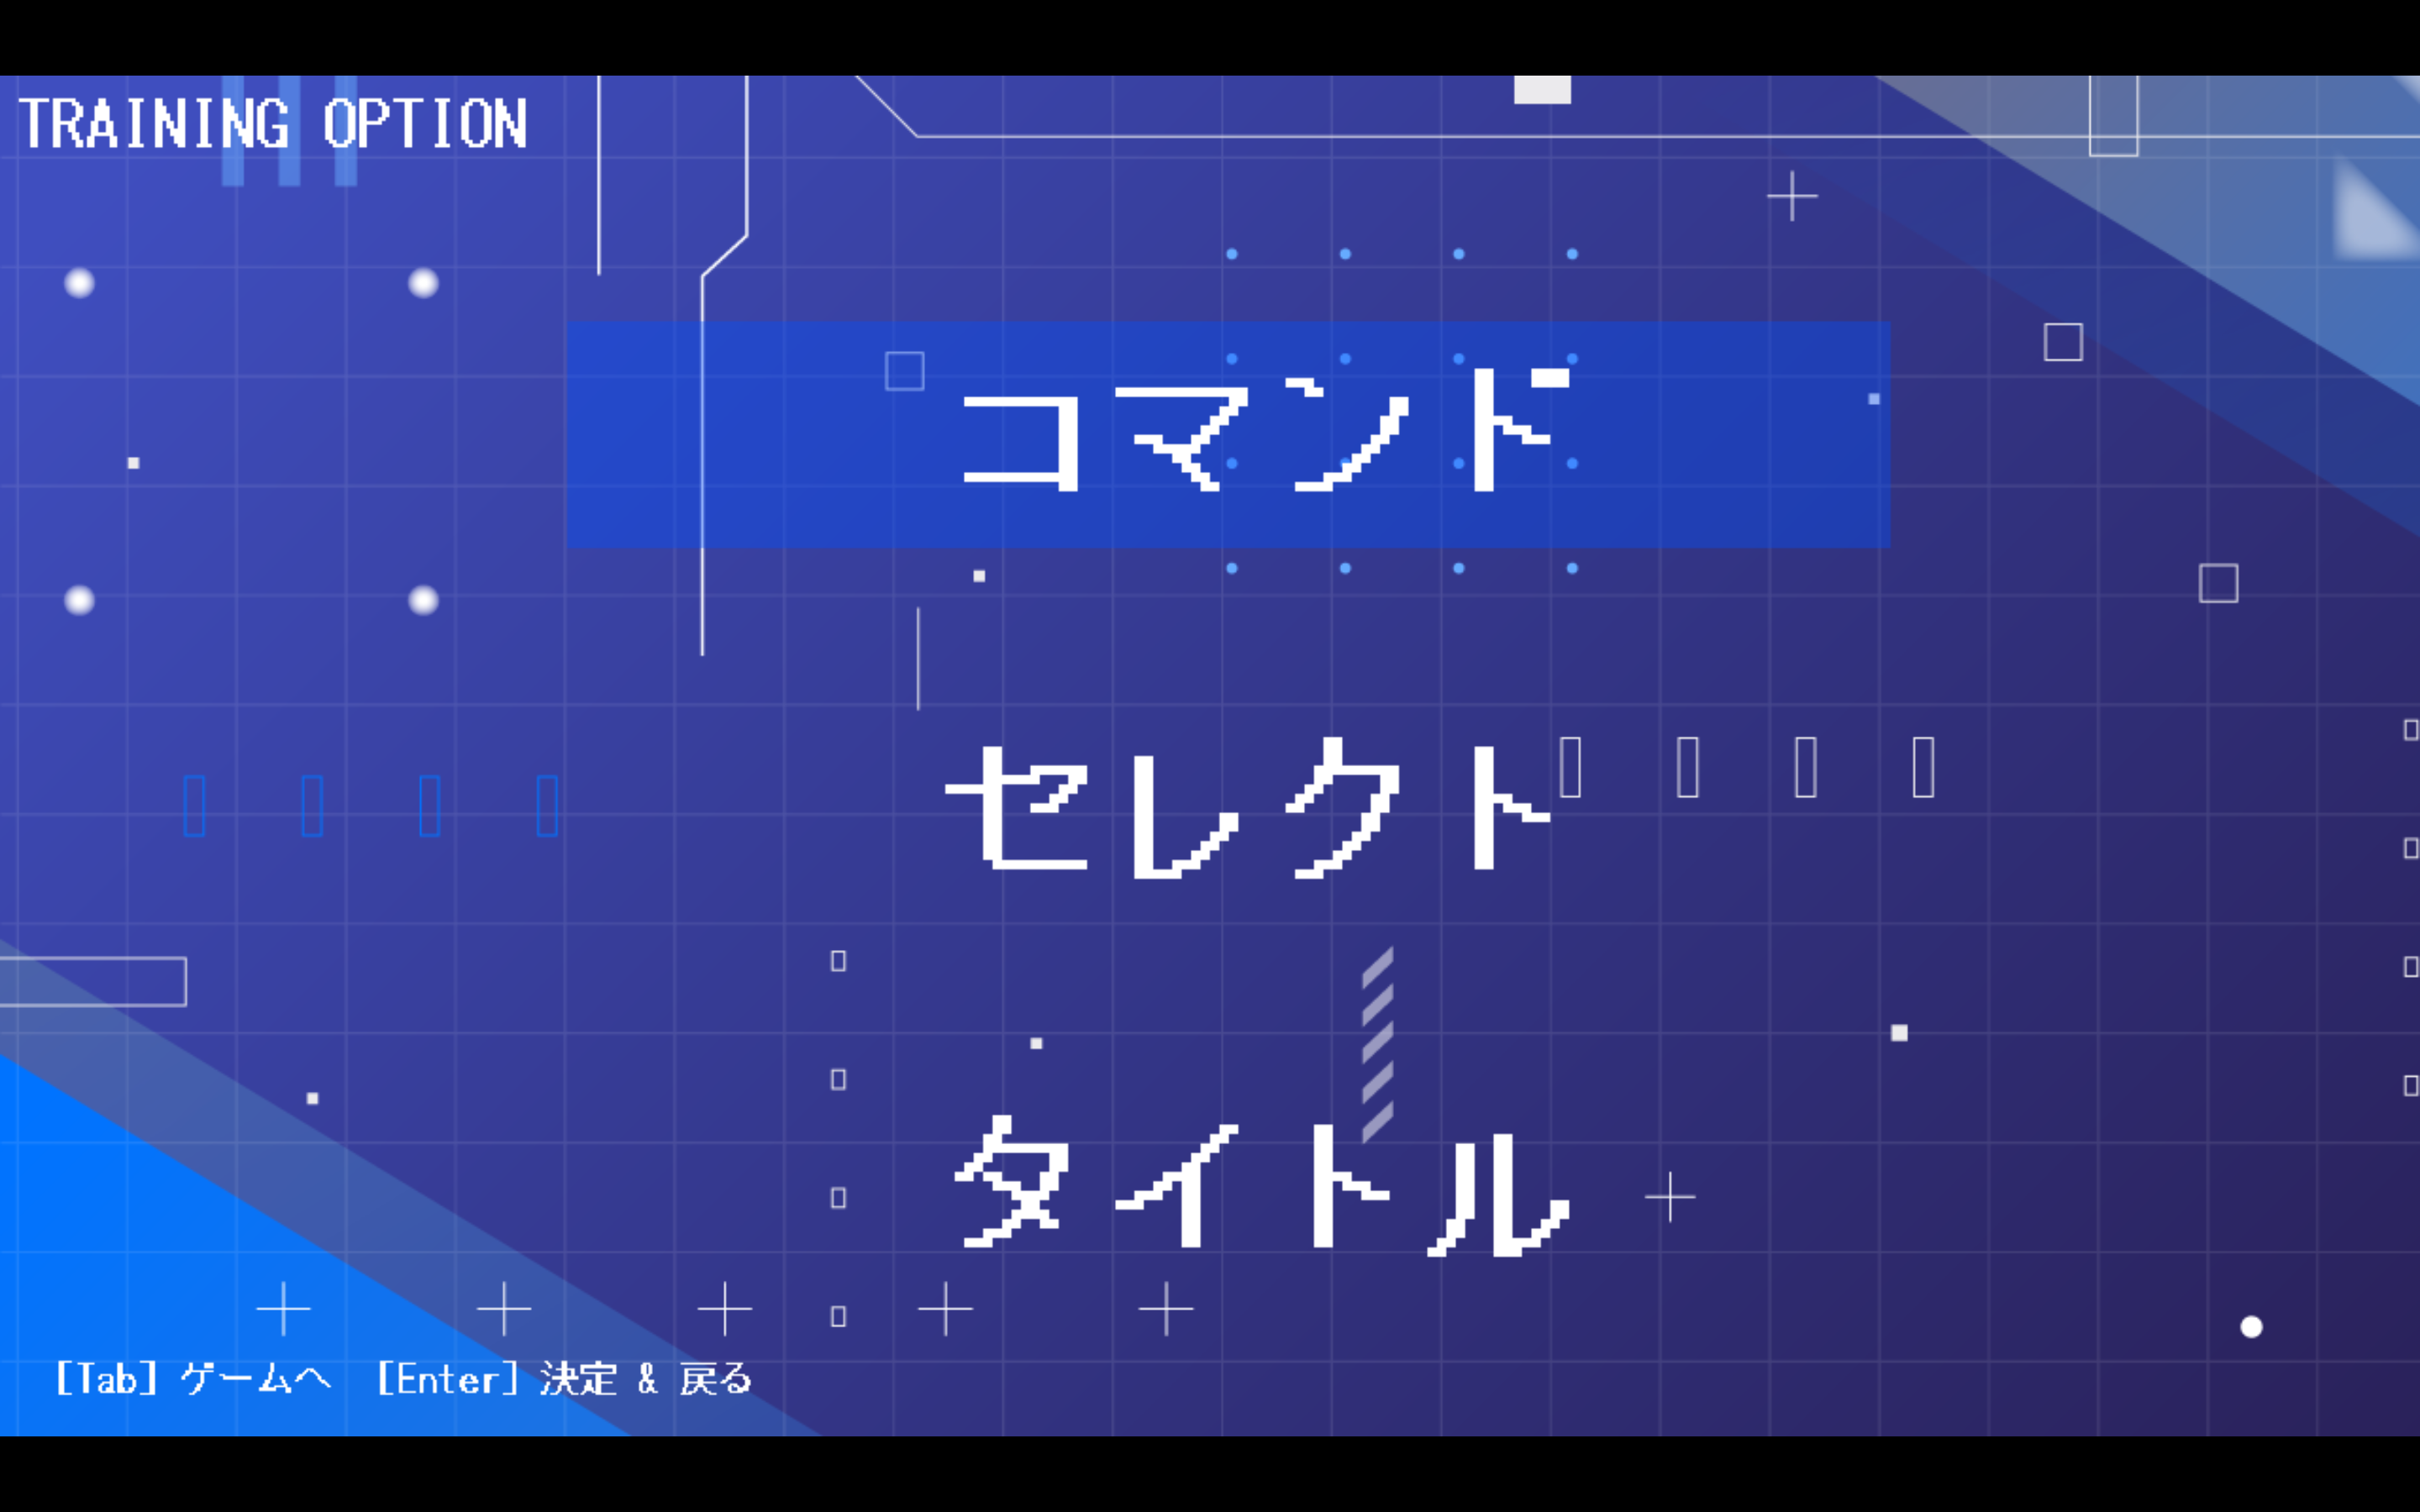 TRAINING OPTION
コマンド
セレクト
タイトル
[Tab] ゲームへ [Enter] 決定 & 戻る